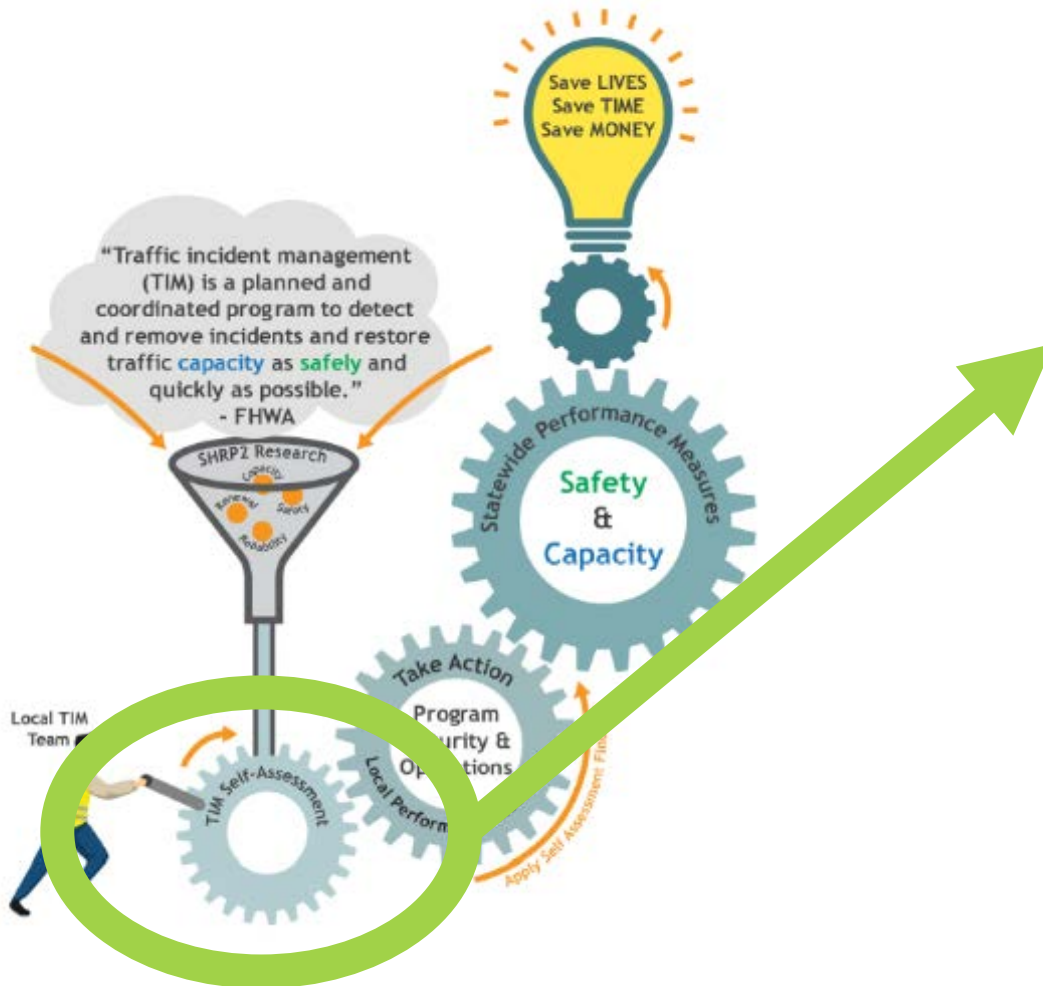 Save LIVES
Save TIME
Save MONEY
“Traffic incident management
(TIM) is a planned and
coordinated program to detect
and remove incidents and restore
traffic capacity as safely and
quickly as possible.”
- FHWA
SHRP2 Research
Capacity
Renewal
Safety
Reliability
Statewide Performance Measures
Safety
&
Capacity
Take Action
Program
&
Local
Apply Self Assessment
Local TIM
Team
TIM Self-Assessment